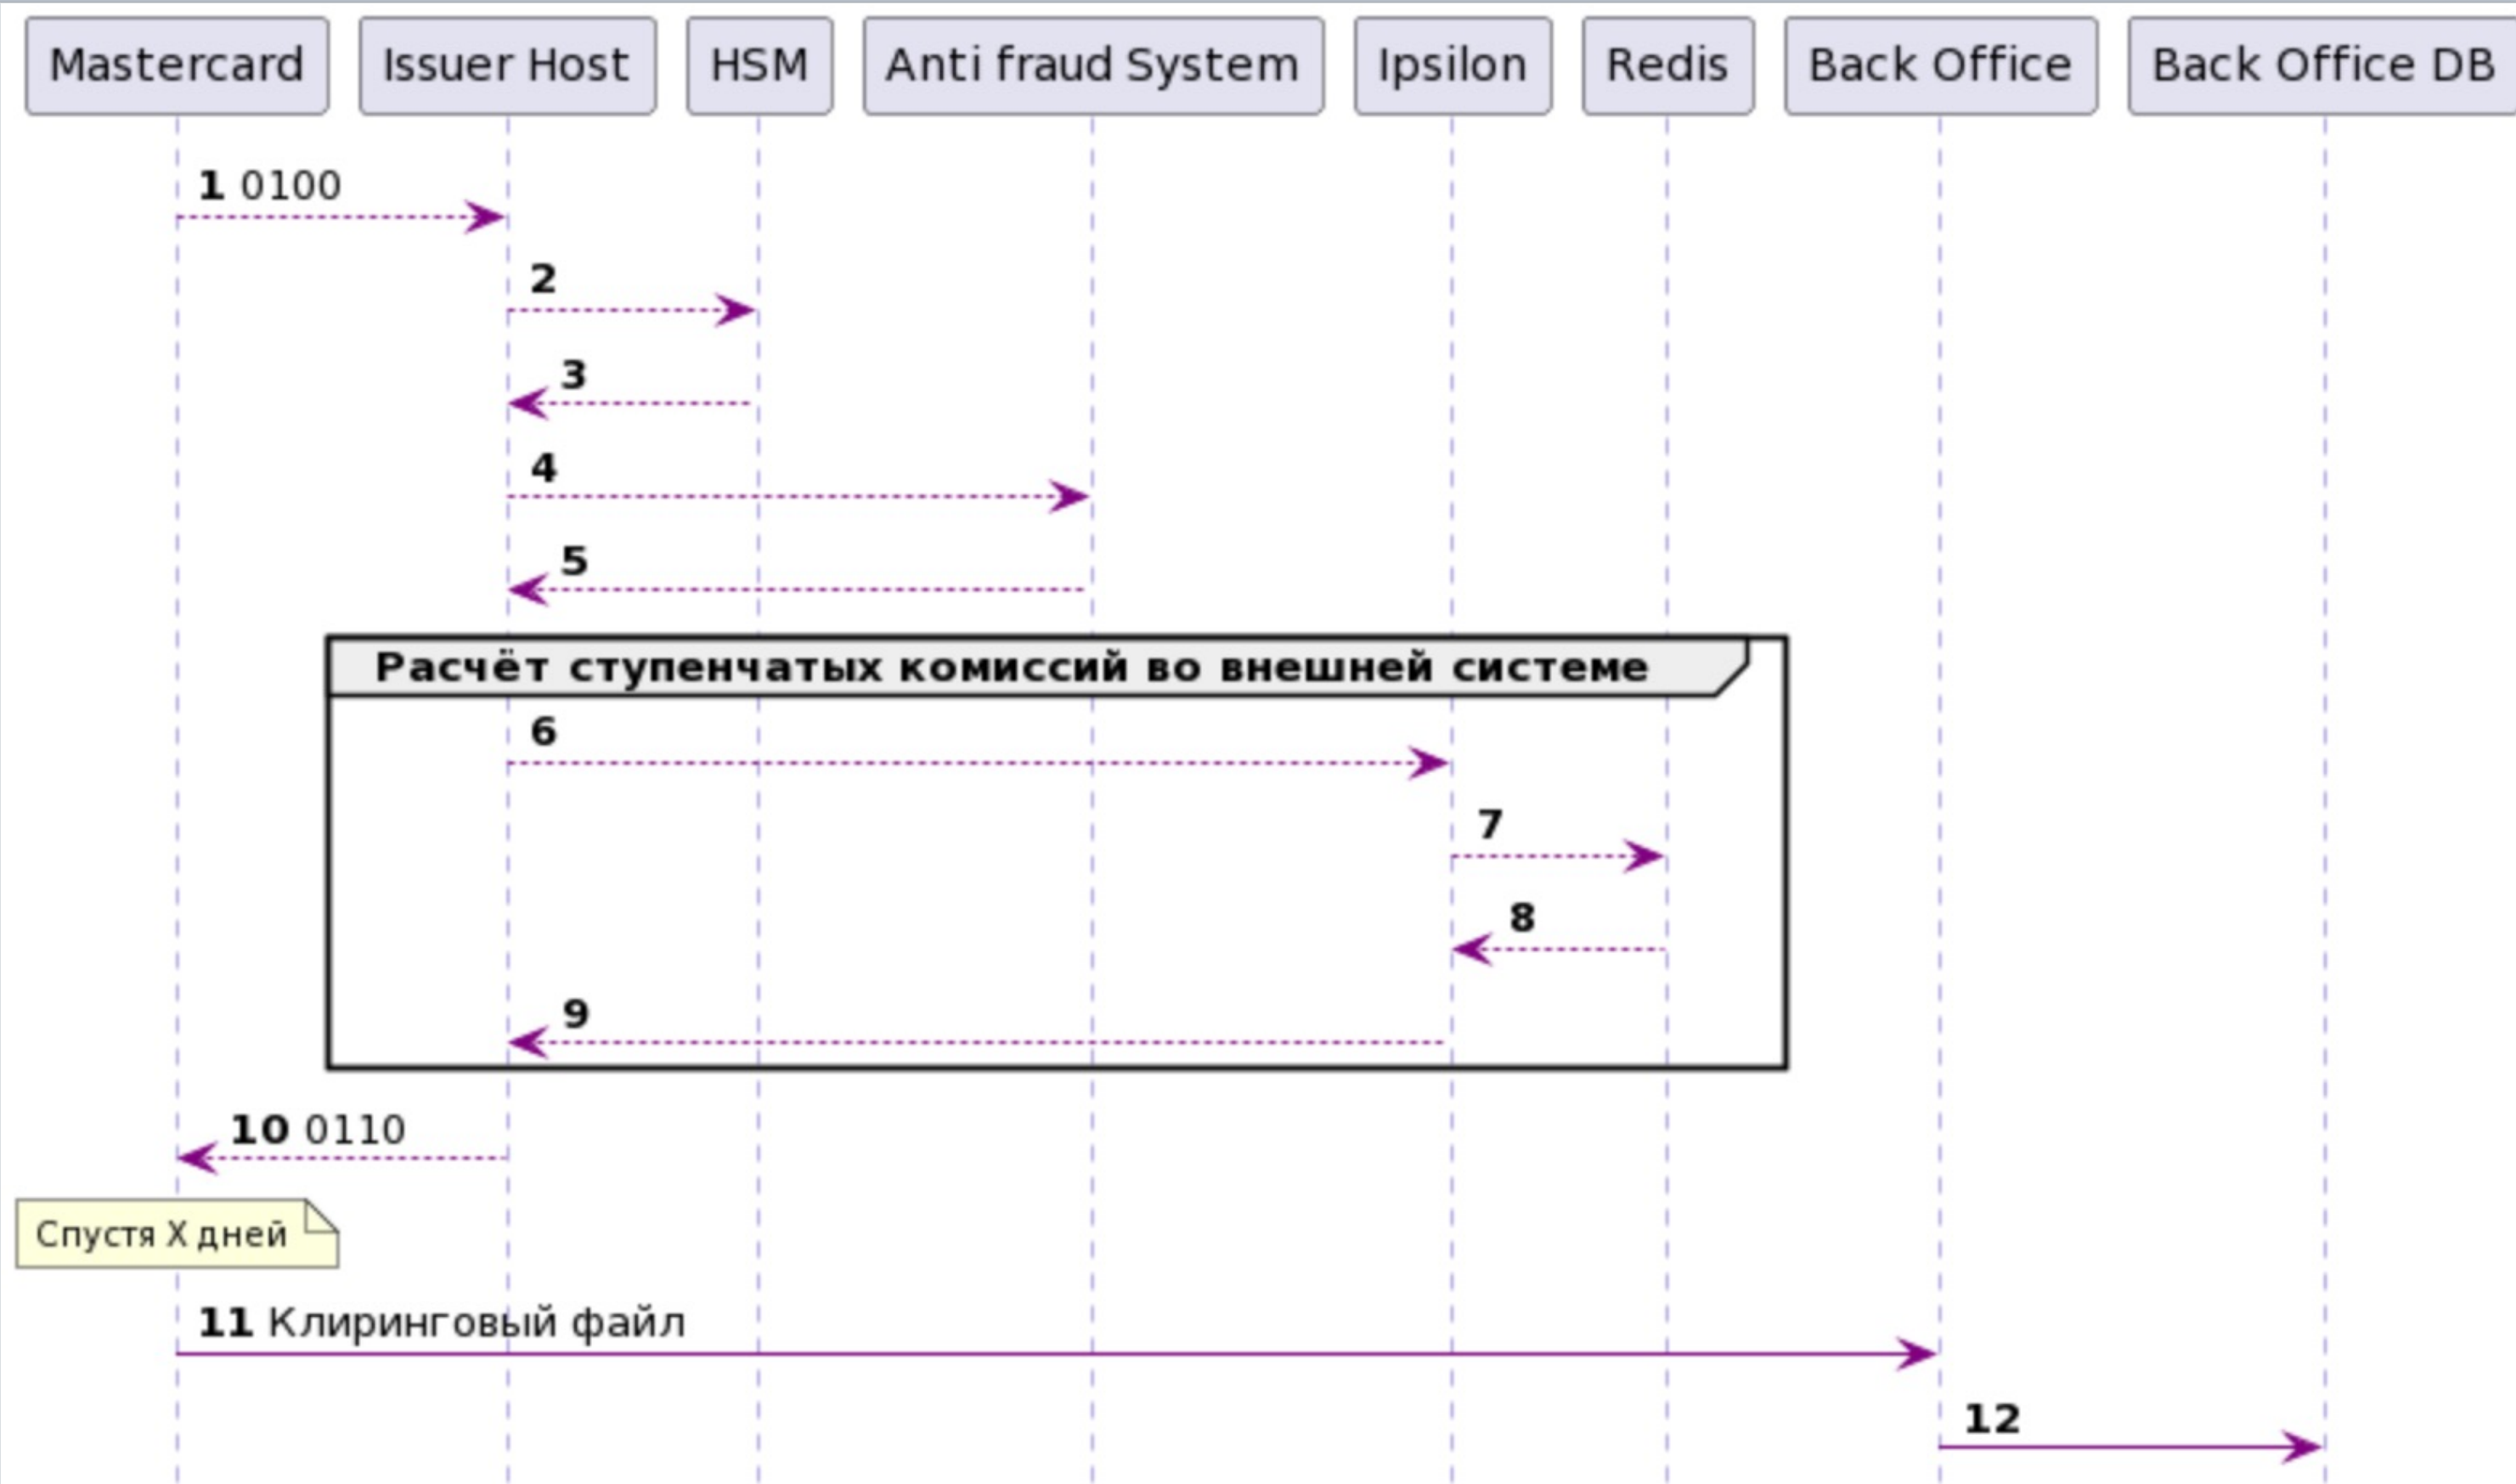 Mastercard
Issuer Host
HSM
Anti fraud System
Ipsilon
Redis
Back Office
Back Office DB
1 0100
2
3
4
5
Расчёт ступенчатых комиссий во внешней системе
6
7
8
9
10 0110
Спустя X дней
11 Клиринговый файл
12